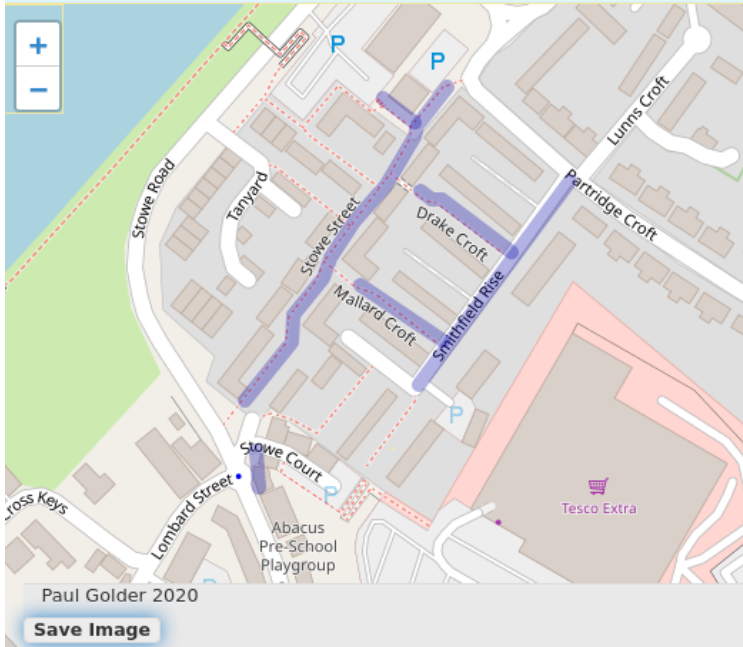 +
−
P
P
Lunns Croft
Stowe Road
Tanyard
Partridge Croft
Stowe Street
Drake Croft
Mallard Croft
Smithfield Rise
P
Stowe Court
Cross Keys
Lombard Street
P
Tesco Extra
Abacus
Pre-School
Playgroup
P
Paul Golder 2020
Save Image